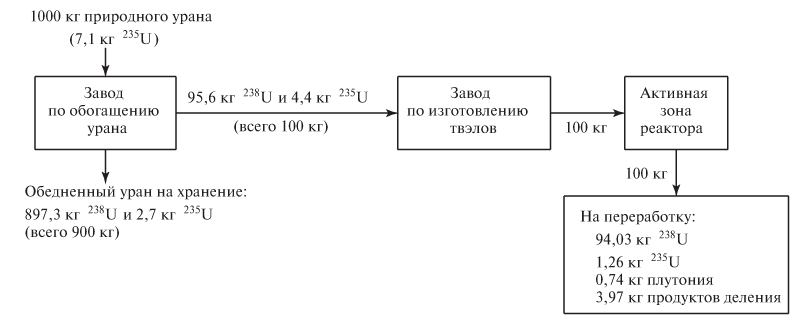 1000 кг природного урана
(7,1 кг ²³⁵U)
Завод
по обогащению
урана
95,6 кг ²³⁸U и 4,4 кг ²³⁵U
(всего 100 кг)
Завод
по изготовлению
твэлов
100 кг
Активная
зона
реактора
100 кг
Обедненный уран на хранение:
897,3 кг ²³⁸U и 2,7 кг ²³⁵U
(всего 900 кг)
На переработку:
94,03 кг ²³⁸U
1,26 кг ²³⁵U
0,74 кг плутония
3,97 кг продуктов деления